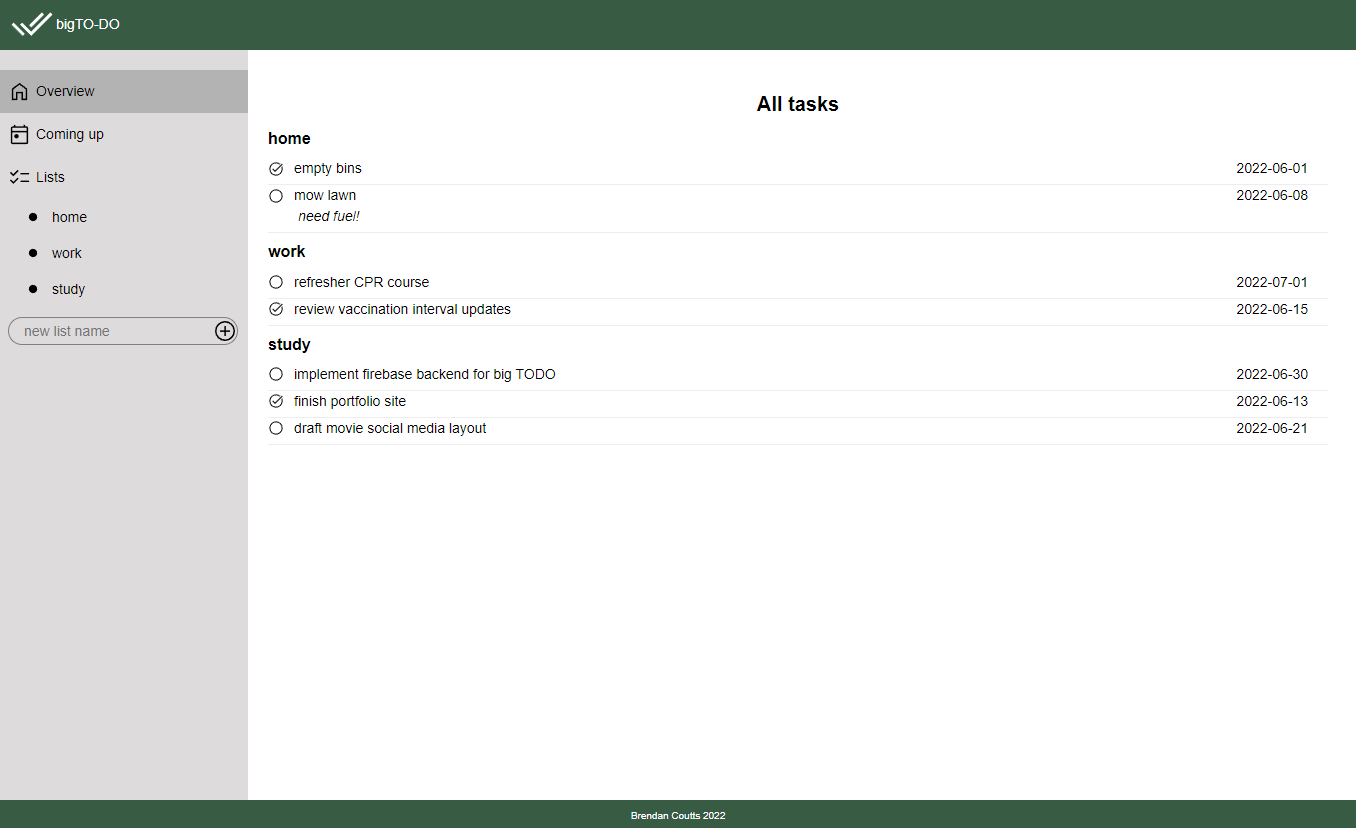 bigTO-DO
Overview
Coming up
Lists
home
work
study
new list name
All tasks
home
empty bins 2022-06-01
mow lawn 2022-06-08
need fuel!
work
refresher CPR course 2022-07-01
review vaccination interval updates 2022-06-15
study
implement firebase backend for big TODO 2022-06-30
finish portfolio site 2022-06-13
draft movie social media layout 2022-06-21
Brendan Coutts 2022